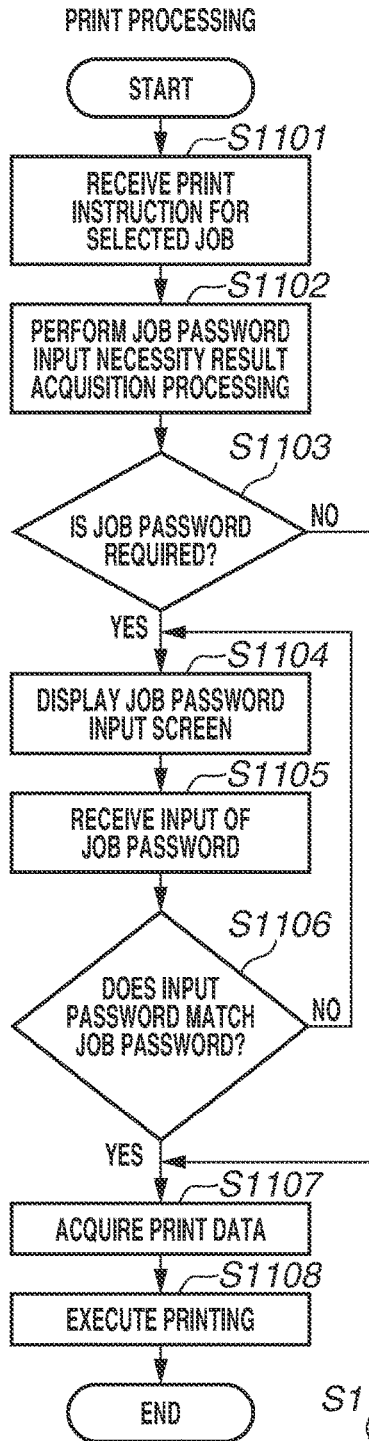 PRINT PROCESSING
START
S1101
RECEIVE PRINT
INSTRUCTION FOR
SELECTED JOB
S1102
PERFORM JOB PASSWORD
INPUT NECESSITY RESULT
ACQUISITION PROCESSING
S1103
IS JOB PASSWORD
REQUIRED?
NO
YES
S1104
DISPLAY JOB PASSWORD
INPUT SCREEN
S1105
RECEIVE INPUT OF
JOB PASSWORD
S1106
DOES INPUT
PASSWORD MATCH
JOB PASSWORD?
NO
YES
S1107
ACQUIRE PRINT DATA
S1108
EXECUTE PRINTING
END
S1